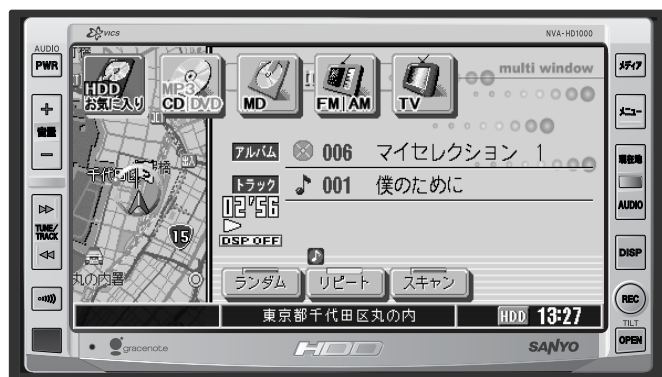 VICS
NVA-HD1000
AUDIO
PWR
メディア
multi window
HDD
お気に入り
MP3
CD DVD
MD
FM AM
TV
+
音量
-
メニュー
アルバム 006 マイセレクション 1
トラック 001 僕のために
02'56
DSP OFF
現在地
AUDIO
TUNE/
TRACK
15
丸の内署
ランダム リピート スキャン
DISP
REC
東京都千代田区丸の内
HDD 13:27
TILT
OPEN
gracenote
HDD
SANYO